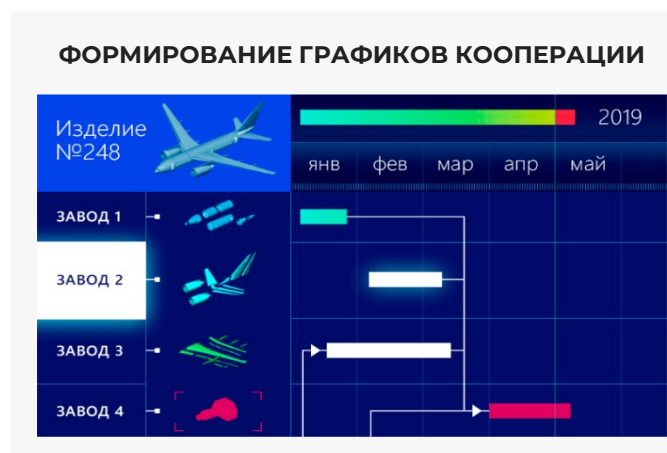 ФОРМИРОВАНИЕ ГРАФИКОВ КООПЕРАЦИИ
Изделие
№248
2019
янв фев мар апр май
ЗАВОД 1
ЗАВОД 2
ЗАВОД 3
ЗАВОД 4